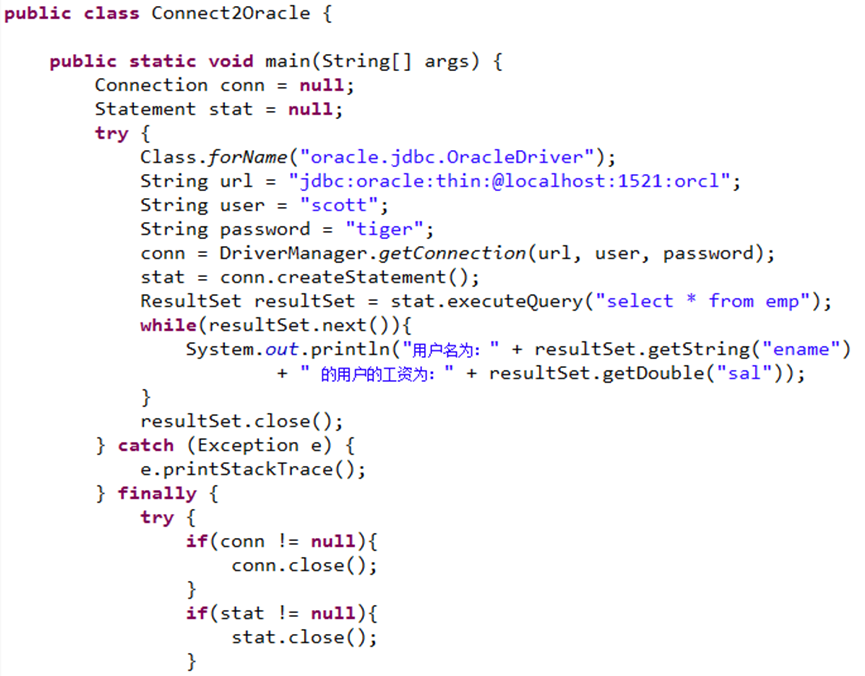 public class Connect2Oracle {
public static void main(String[] args) {
Connection conn = null;
Statement stat = null;
try {
Class.forName("oracle.jdbc.OracleDriver");
String url = "jdbc:oracle:thin:@localhost:1521:orcl";
String user = "scott";
String password = "tiger";
conn = DriverManager.getConnection(url, user, password);
stat = conn.createStatement();
ResultSet resultSet = stat.executeQuery("select * from emp");
while(resultSet.next()){
System.out.println("用户名为：" + resultSet.getString("ename")
+ " 的用户的工资为：" + resultSet.getDouble("sal"));
}
resultSet.close();
} catch (Exception e) {
e.printStackTrace();
} finally {
try {
if(conn != null){
conn.close();
}
if(stat != null){
stat.close();
}